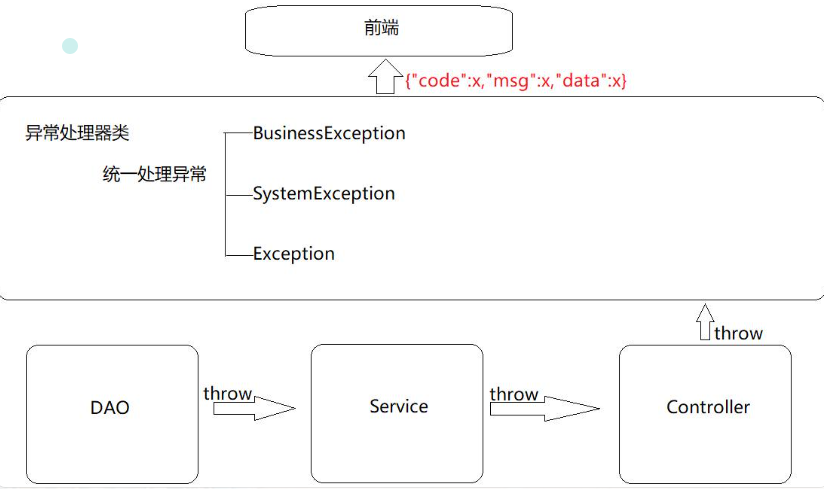 前端
{"code":x,"msg":x,"data":x}
异常处理器类
BusinessException
统一处理异常
SystemException
Exception
throw
DAO
throw
Service
throw
Controller